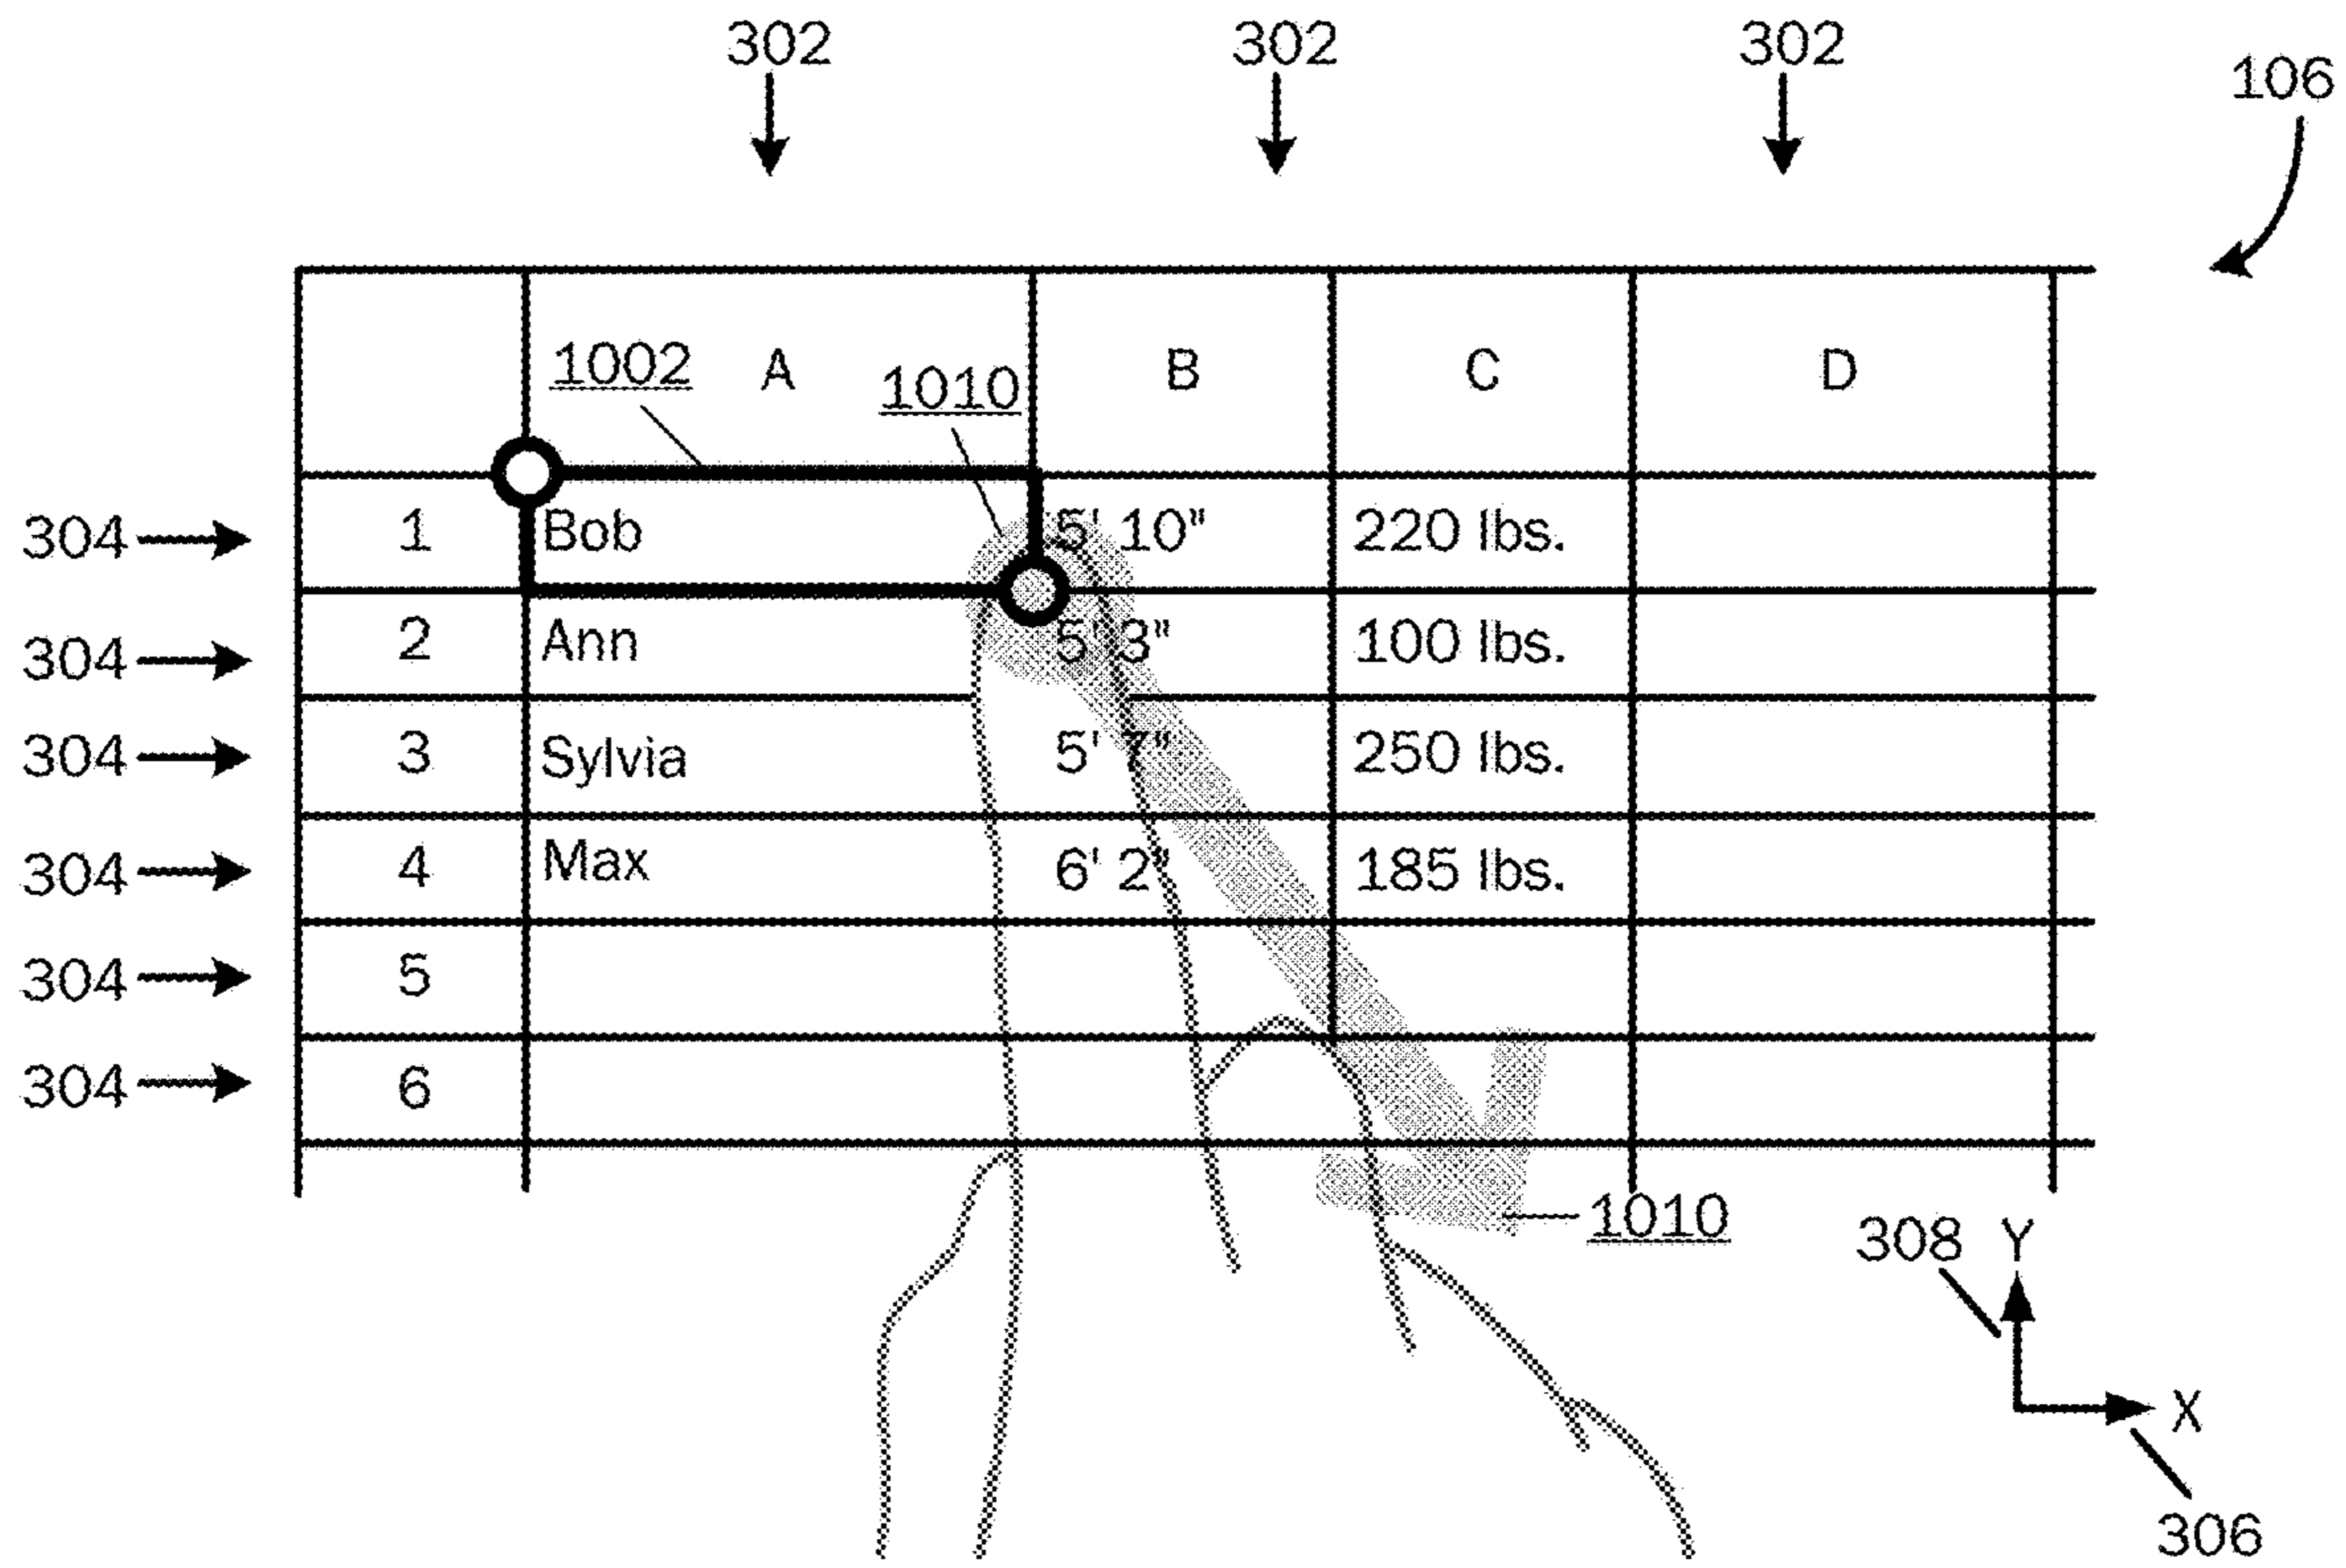 302 302 302
106
1002 A 1010 B C D
304 1 Bob 5' 10" 220 lbs.
304 2 Ann 5' 3" 100 lbs.
304 3 Sylvia 5' 7" 250 lbs.
304 4 Max 6' 2" 185 lbs.
304 5
304 6
1010
308 Y
X
306